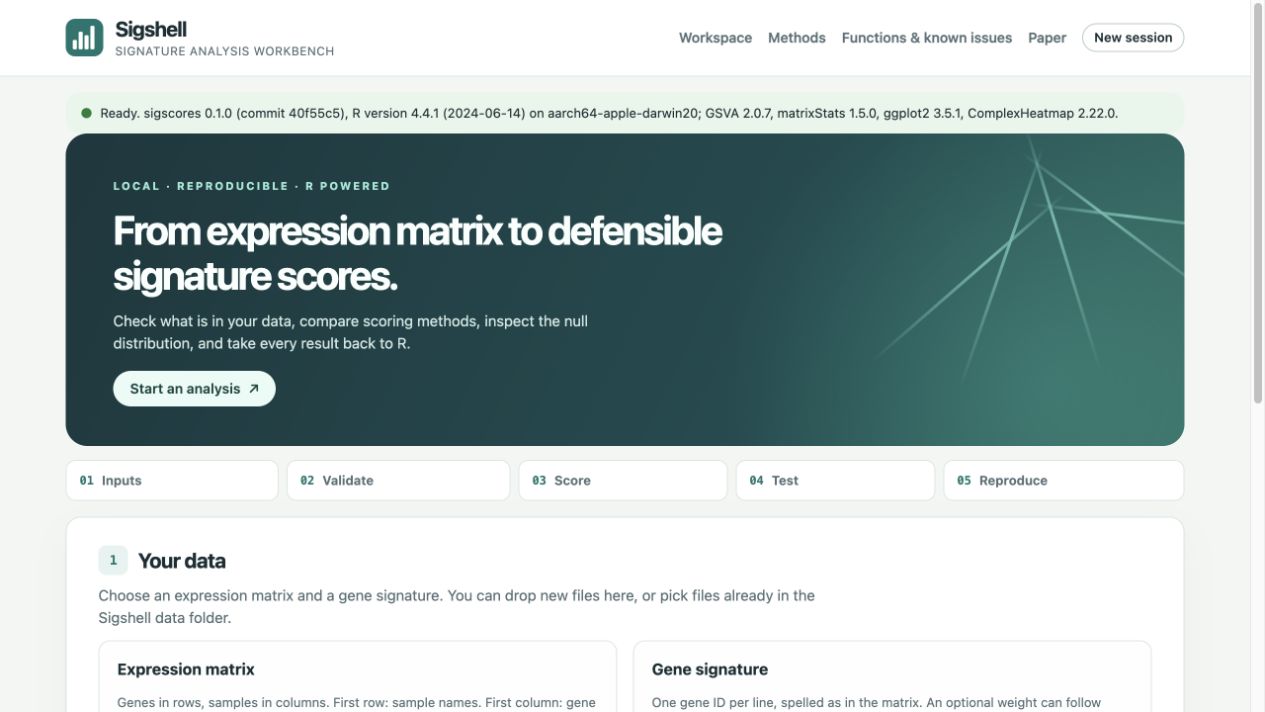 Sigshell
SIGNATURE ANALYSIS WORKBENCH
Workspace Methods Functions & known issues Paper New session
Ready. sigscores 0.1.0 (commit 40f55c5), R version 4.4.1 (2024-06-14) on aarch64-apple-darwin20; GSVA 2.0.7, matrixStats 1.5.0, ggplot2 3.5.1, ComplexHeatmap 2.22.0.
LOCAL · REPRODUCIBLE · R POWERED
From expression matrix to defensible
signature scores.
Check what is in your data, compare scoring methods, inspect the null
distribution, and take every result back to R.
Start an analysis ↗
01 Inputs
02 Validate
03 Score
04 Test
05 Reproduce
1 Your data
Choose an expression matrix and a gene signature. You can drop new files here, or pick files already in the
Sigshell data folder.
Expression matrix
Genes in rows, samples in columns. First row: sample names. First column: gene
Gene signature
One gene ID per line, spelled as in the matrix. An optional weight can follow